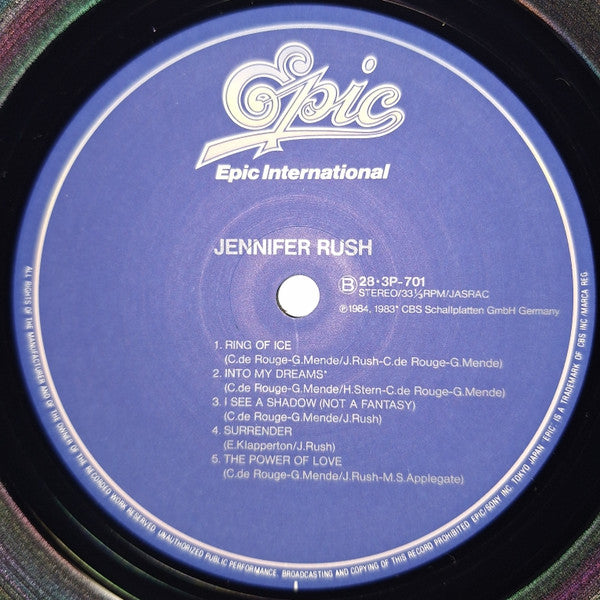 Epic
Epic International
JENNIFER RUSH
B 28・3P-701
STEREO/33⅓RPM/JASRAC
℗1984, 1983* CBS Schallplatten GmbH Germany
1. RING OF ICE
(C.de Rouge-G.Mende/J.Rush-C.de Rouge-G.Mende)
2. INTO MY DREAMS*
(C.de Rouge-G.Mende/H.Stern-C.de Rouge-G.Mende)
3. I SEE A SHADOW (NOT A FANTASY)
(C.de Rouge-G.Mende/J.Rush)
4. SURRENDER
(E.Klapperton/J.Rush)
5. THE POWER OF LOVE
(C.de Rouge-G.Mende/J.Rush-M.S.Applegate)
ALL RIGHTS OF THE MANUFACTURER AND OF THE OWNER OF THE RECORDED WORK RESERVED. UNAUTHORIZED PUBLIC PERFORMANCE. BROADCASTING AND COPYING OF THIS RECORD PROHIBITED EPIC/SONY INC. TOKYO JAPAN "EPIC" IS A TRADEMARK OF CBS INC./MARCA REG.